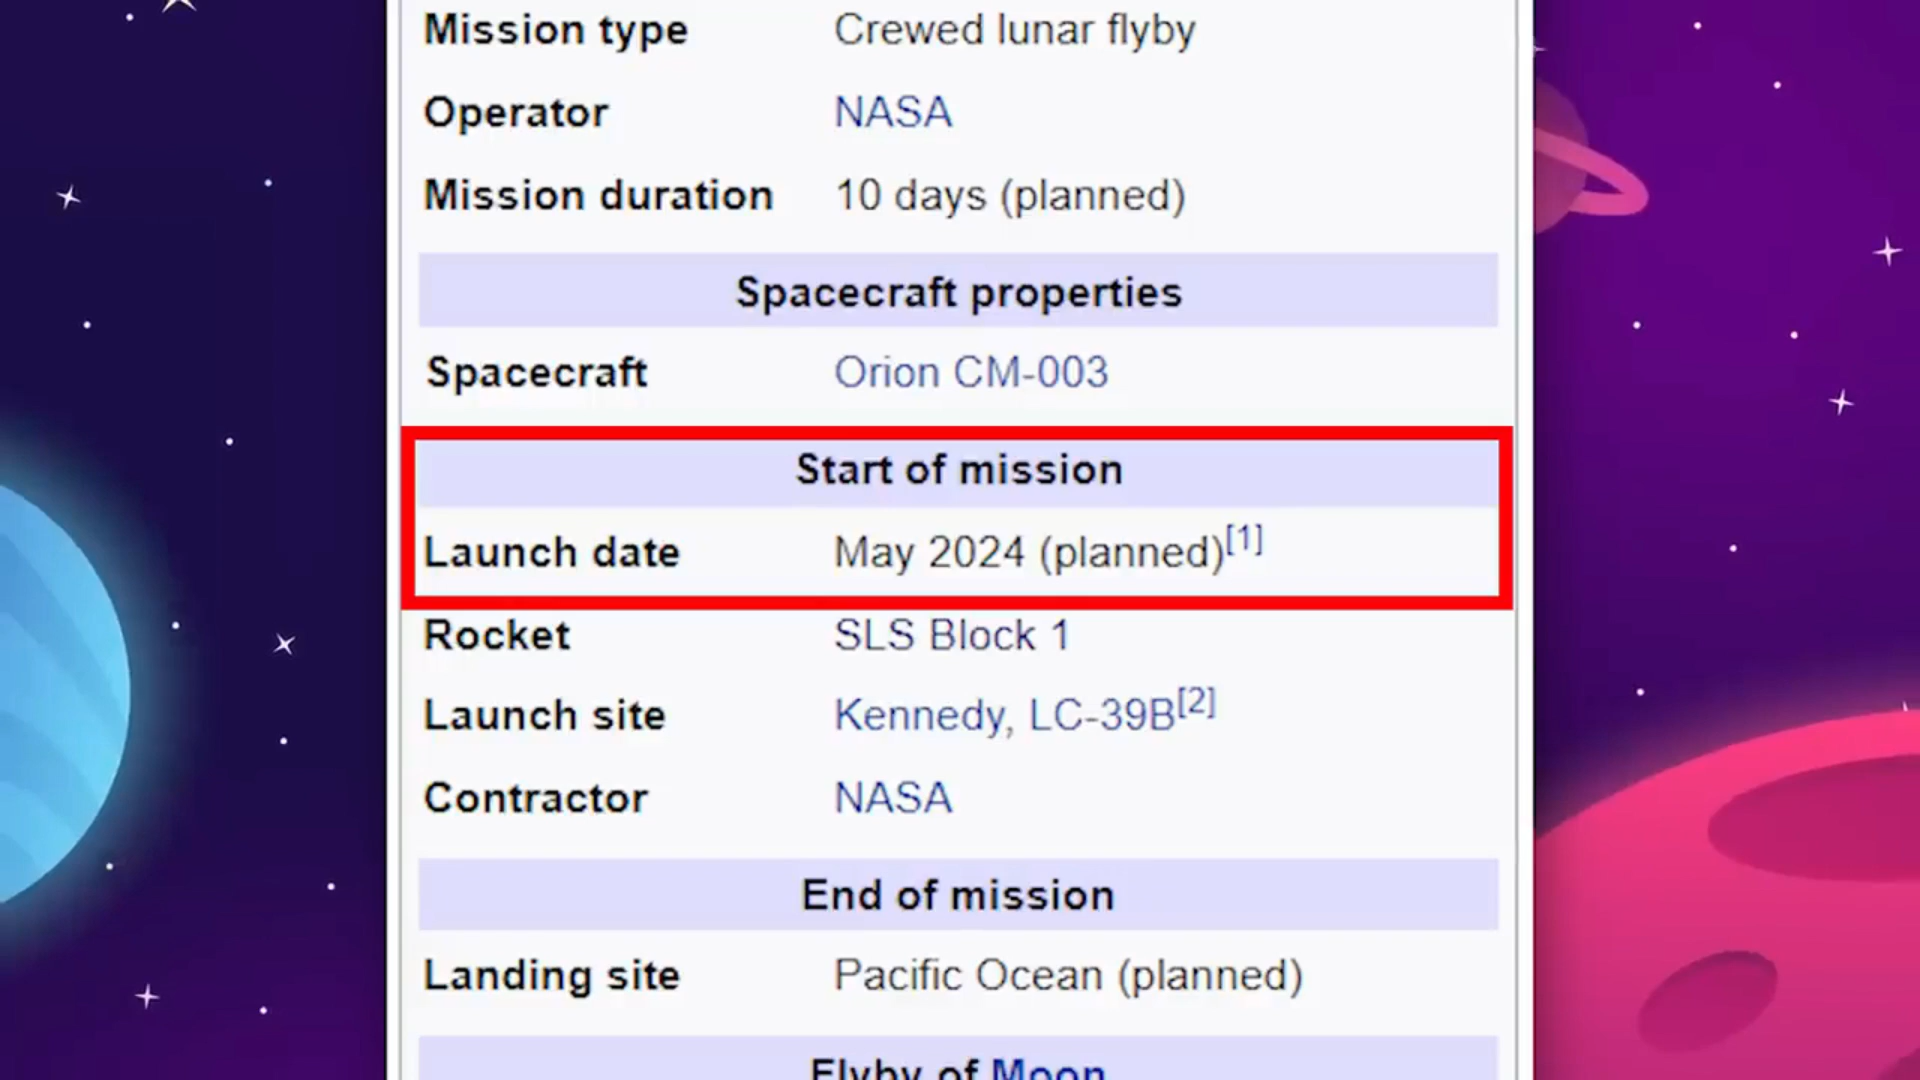 Mission type Crewed lunar flyby
Operator NASA
Mission duration 10 days (planned)
Spacecraft properties
Spacecraft Orion CM-003
Start of mission
Launch date May 2024 (planned)[1]
Rocket SLS Block 1
Launch site Kennedy, LC-39B[2]
Contractor NASA
End of mission
Landing site Pacific Ocean (planned)
Flyby of Moon